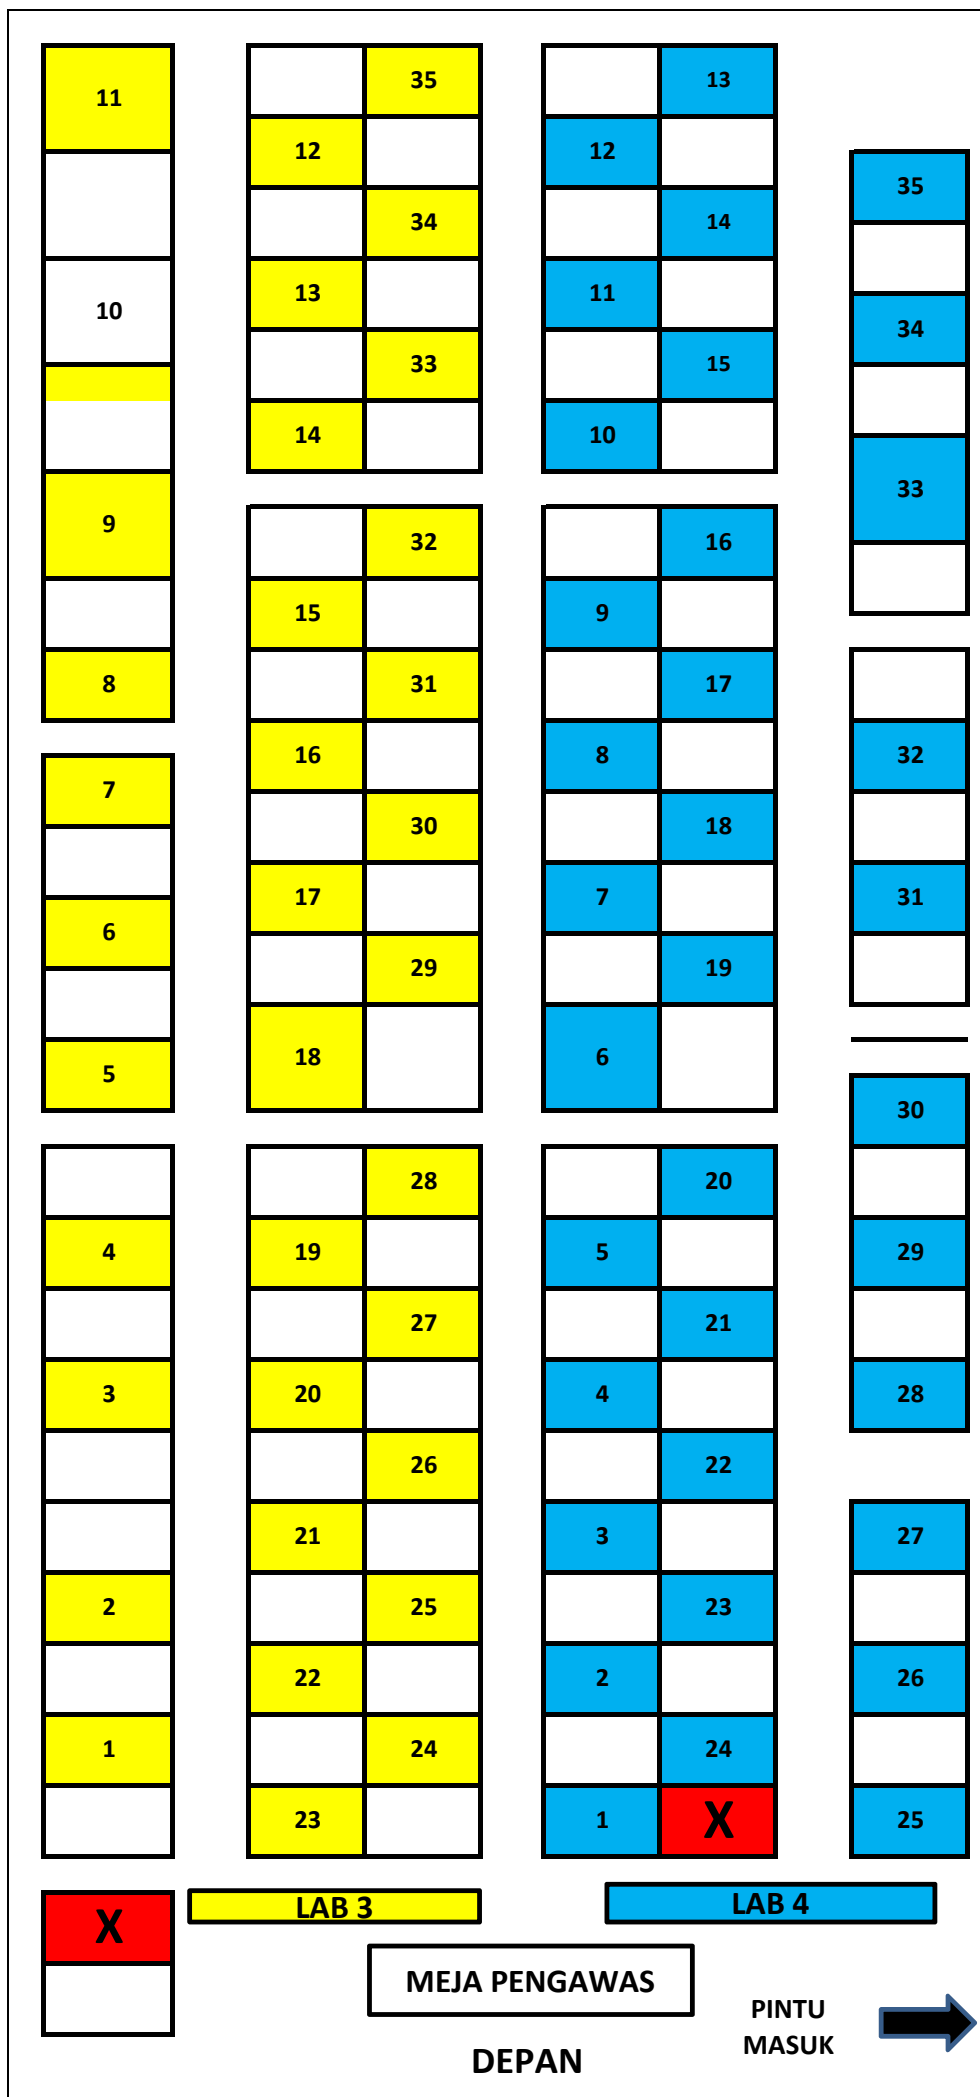 35 13
11
12 12
35
34 14
13 11
10
34
33 15
14 10
33
9
32 16
15 9
8 31 17
16 8 32
7
30 18
17 7 31
6
29 19
18 6
5
30
28 20
4 19 5 29
27 21
3 20 4 28
26 22
21 3 27
2 25 23
22 2 26
1 24 24
23 1 X 25
LAB 3 LAB 4
X
MEJA PENGAWAS
PINTU
MASUK
DEPAN